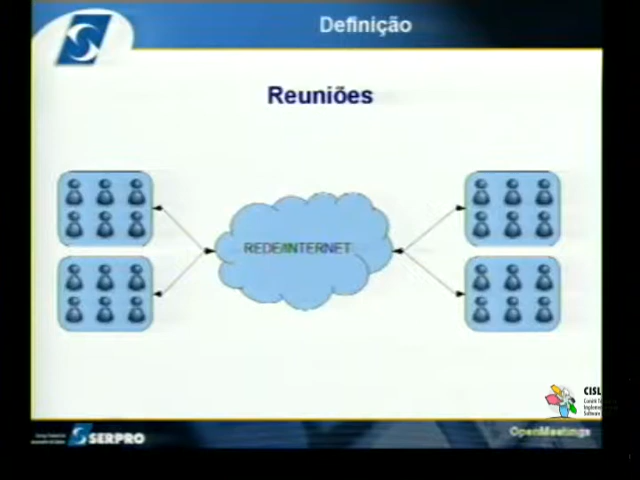 Definição
Reuniões
REDE/INTERNET
CISL
SERPRO
OpenMeetings